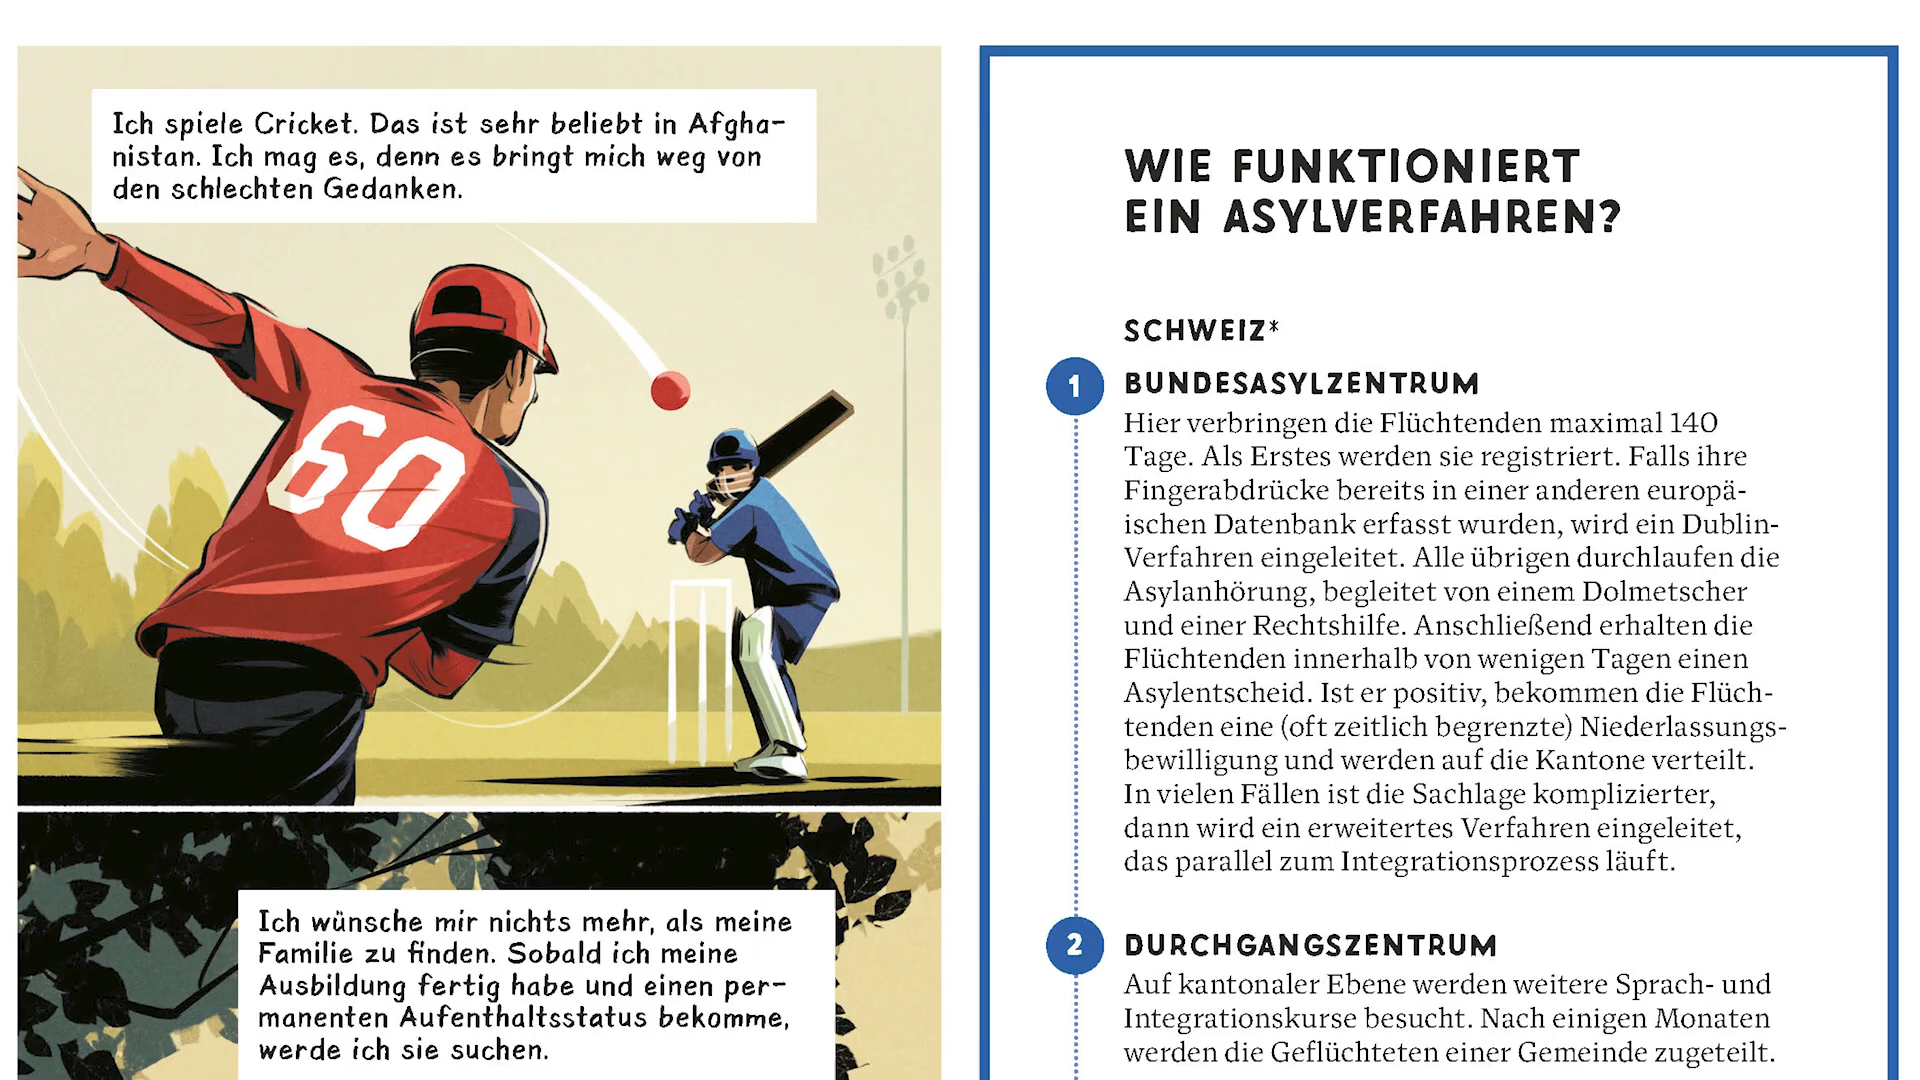 Ich spiele Cricket. Das ist sehr beliebt in Afgha-
nistan. Ich mag es, denn es bringt mich weg von
den schlechten Gedanken.
60
Ich wünsche mir nichts mehr, als meine
Familie zu finden. Sobald ich meine
Ausbildung fertig habe und einen per-
manenten Aufenthaltsstatus bekomme,
werde ich sie suchen.
WIE FUNKTIONIERT
EIN ASYLVERFAHREN?
SCHWEIZ*
1 BUNDESASYLZENTRUM
Hier verbringen die Flüchtenden maximal 140
Tage. Als Erstes werden sie registriert. Falls ihre
Fingerabdrücke bereits in einer anderen europä-
ischen Datenbank erfasst wurden, wird ein Dublin-
Verfahren eingeleitet. Alle übrigen durchlaufen die
Asylanhörung, begleitet von einem Dolmetscher
und einer Rechtshilfe. Anschließend erhalten die
Flüchtenden innerhalb von wenigen Tagen einen
Asylentscheid. Ist er positiv, bekommen die Flüch-
tenden eine (oft zeitlich begrenzte) Niederlassungs-
bewilligung und werden auf die Kantone verteilt.
In vielen Fällen ist die Sachlage komplizierter,
dann wird ein erweitertes Verfahren eingeleitet,
das parallel zum Integrationsprozess läuft.
2 DURCHGANGSZENTRUM
Auf kantonaler Ebene werden weitere Sprach- und
Integrationskurse besucht. Nach einigen Monaten
werden die Geflüchteten einer Gemeinde zugeteilt.